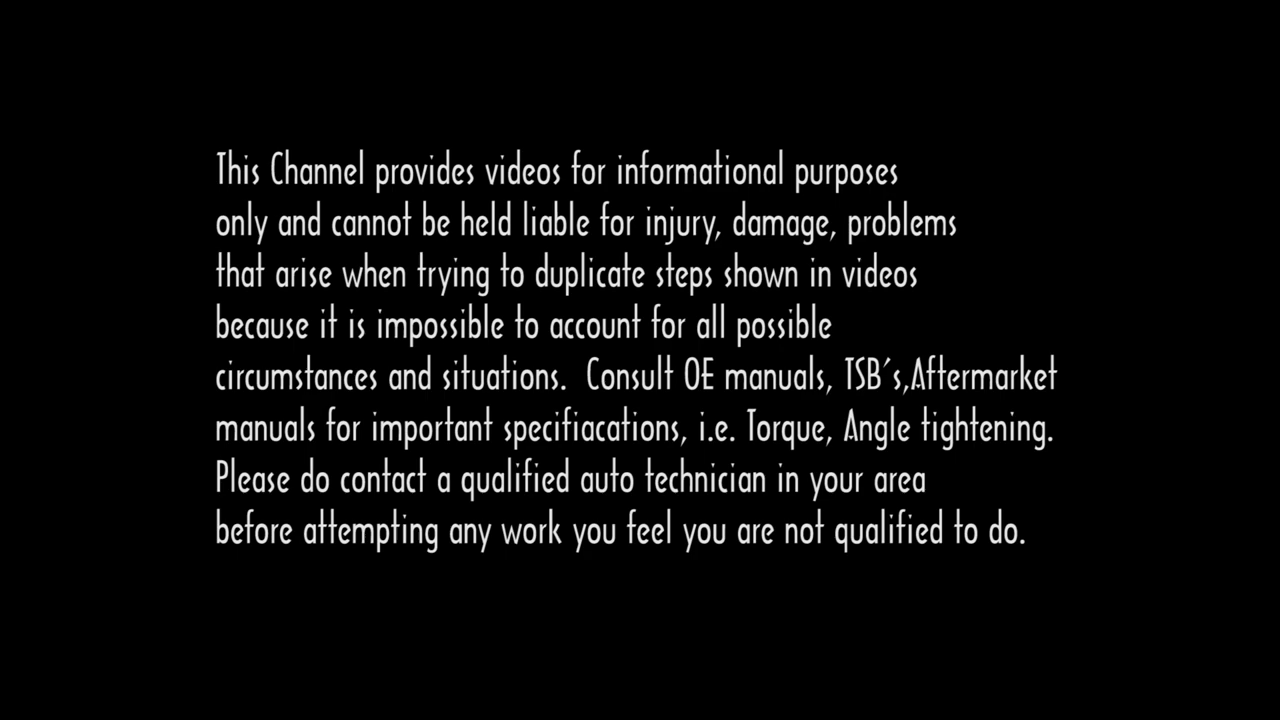 This Channel provides videos for informational purposes
only and cannot be held liable for injury, damage, problems
that arise when trying to duplicate steps shown in videos
because it is impossible to account for all possible
circumstances and situations.  Consult OE manuals, TSB's,Aftermarket
manuals for important specifiacations, i.e. Torque, Angle tightening.
Please do contact a qualified auto technician in your area
before attempting any work you feel you are not qualified to do.